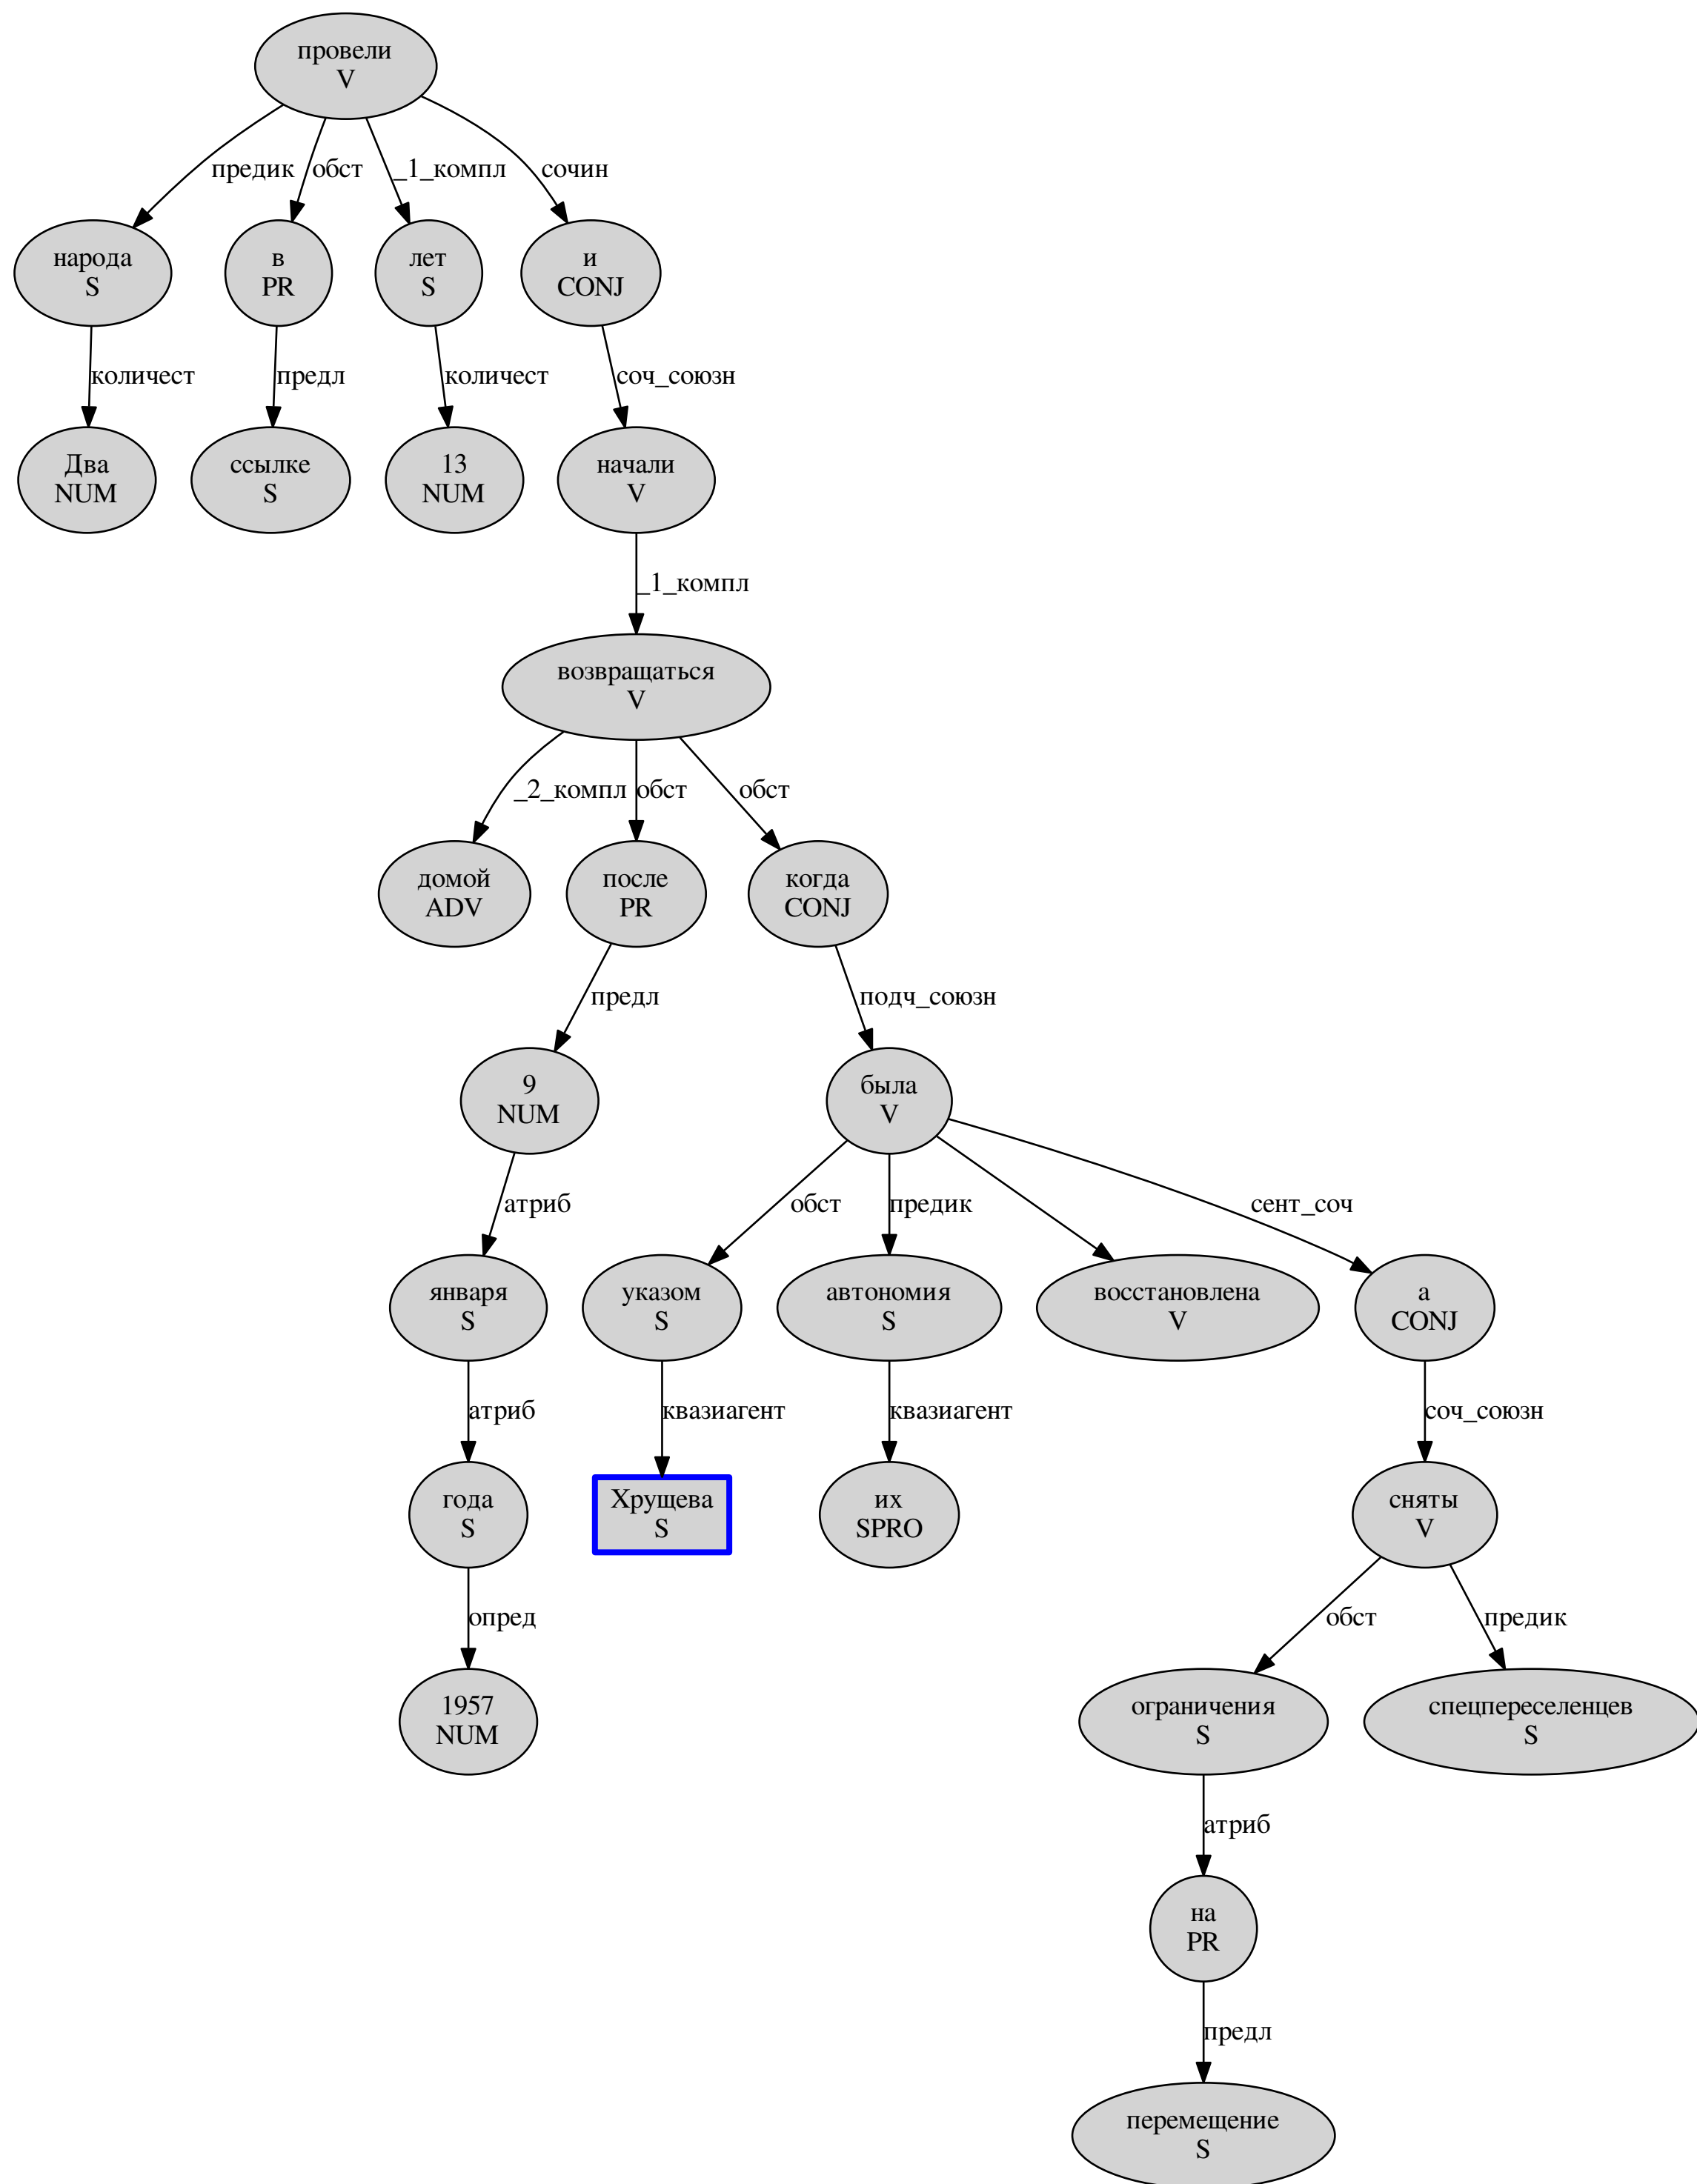 провели
V
предик обст _1_компл сочин
народа
S
в
PR
лет
S
и
CONJ
количест предл количест соч_союзн
Два
NUM
ссылке
S
13
NUM
начали
V
_1_компл
возвращаться
V
_2_компл обст обст
домой
ADV
после
PR
когда
CONJ
предл подч_союзн
9
NUM
была
V
атриб обст предик сент_соч
января
S
указом
S
автономия
S
восстановлена
V
а
CONJ
атриб квазиагент квазиагент соч_союзн
года
S
Хрущева
S
их
SPRO
сняты
V
опред обст предик
1957
NUM
ограничения
S
спецпереселенцев
S
атриб
на
PR
предл
перемещение
S